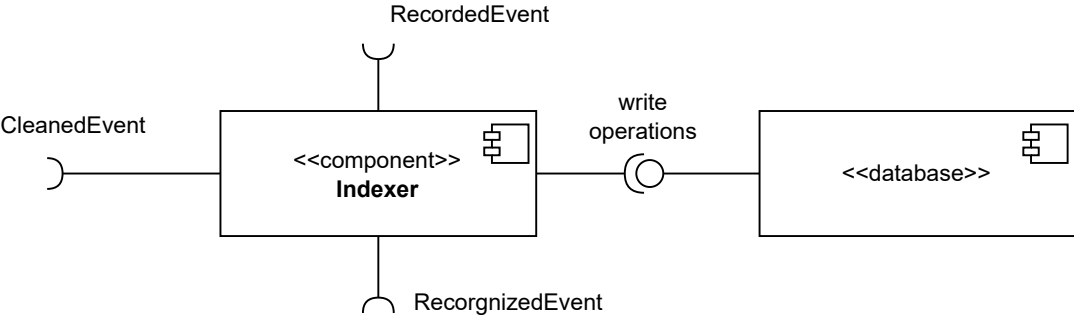 RecordedEvent
CleanedEvent
<<component>>
Indexer
write
operations
<<database>>
RecorgnizedEvent